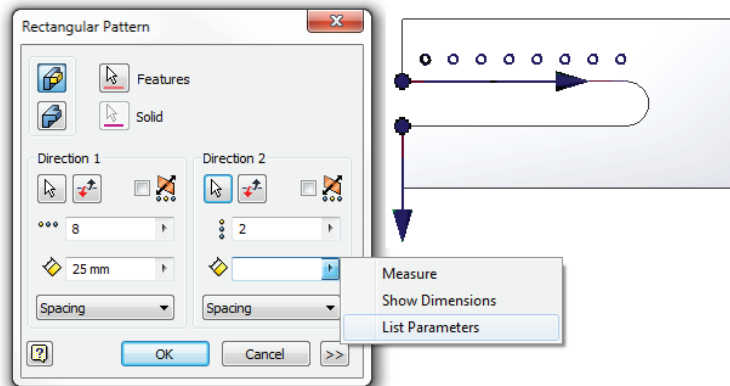 Rectangular Pattern
Features
Solid
Direction 1
Direction 2
8
2
25 mm
Spacing
Spacing
OK
Cancel
>>
Measure
Show Dimensions
List Parameters